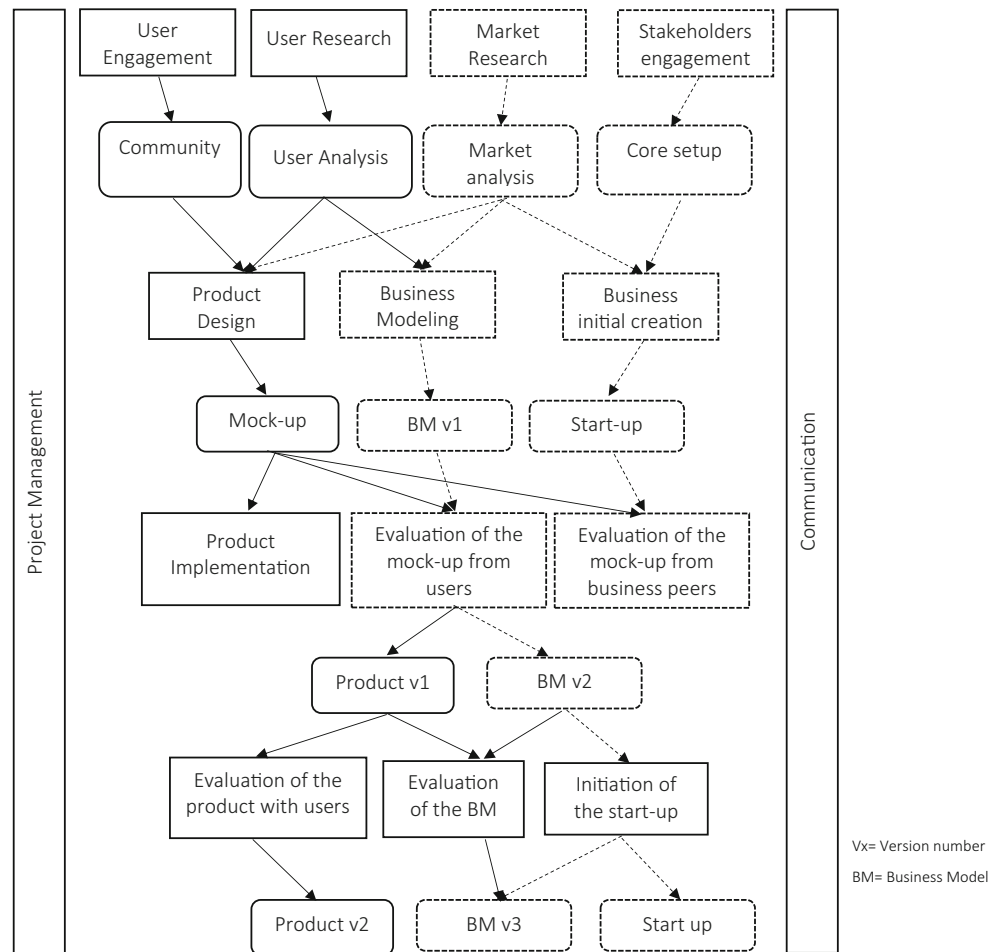 User
Engagement
User Research
Market
Research
Stakeholders
engagement
Community
User Analysis
Market
analysis
Core setup
Product
Design
Business
Modeling
Business
initial creation
Mock-up
BM v1
Start-up
Project Management
Communication
Product
Implementation
Evaluation of the
mock-up from
users
Evaluation of the
mock-up from
business peers
Product v1
BM v2
Evaluation of the
product with users
Evaluation
of the BM
Initiation of
the start-up
Vx= Version number
BM= Business Model
Product v2
BM v3
Start up